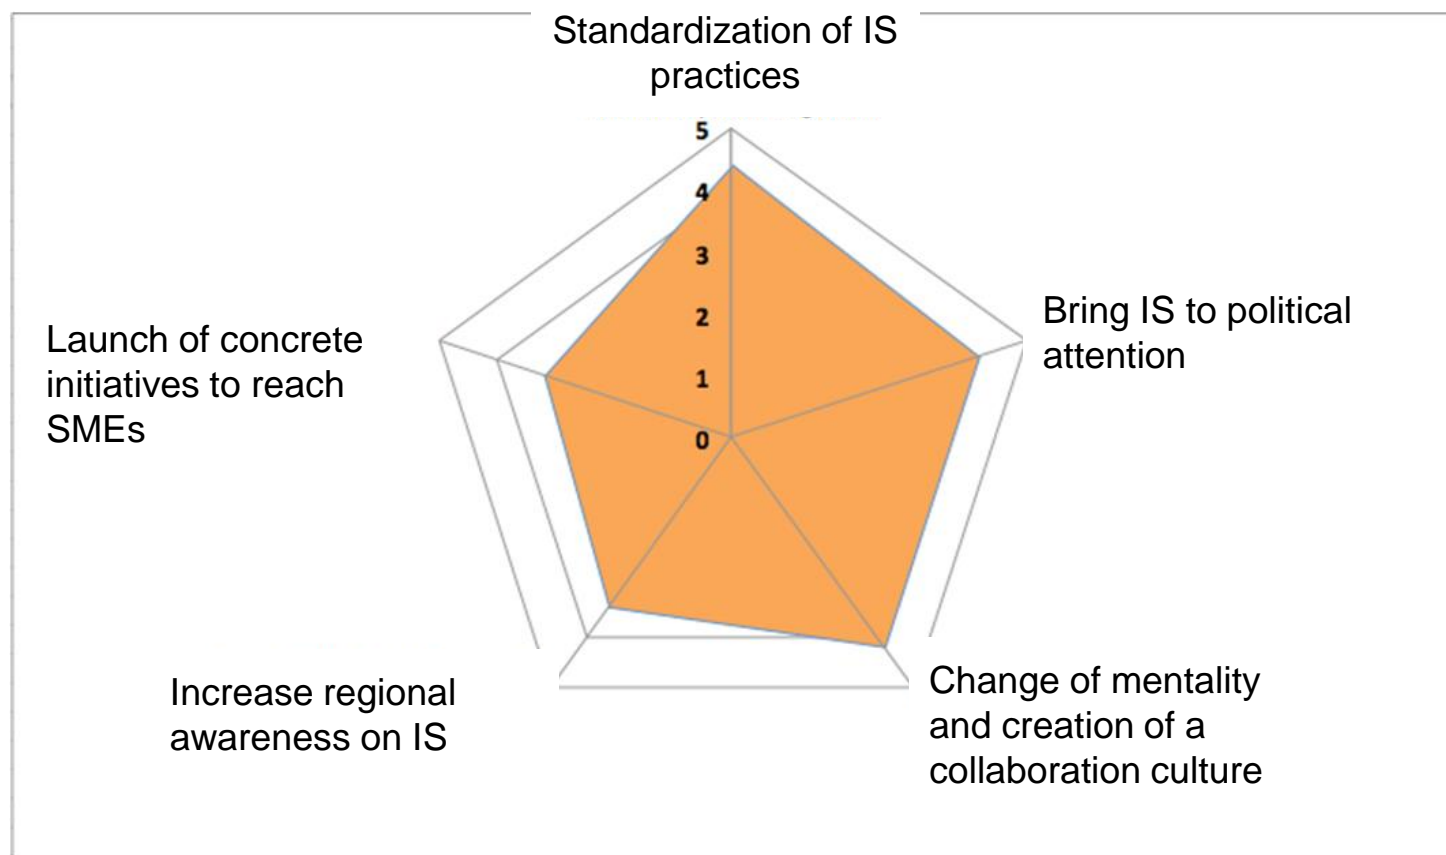 Standardization of IS
practices
5
4
3
2
1
0
Bring IS to political
attention
Launch of concrete
initiatives to reach
SMEs
Increase regional
awareness on IS
Change of mentality
and creation of a
collaboration culture